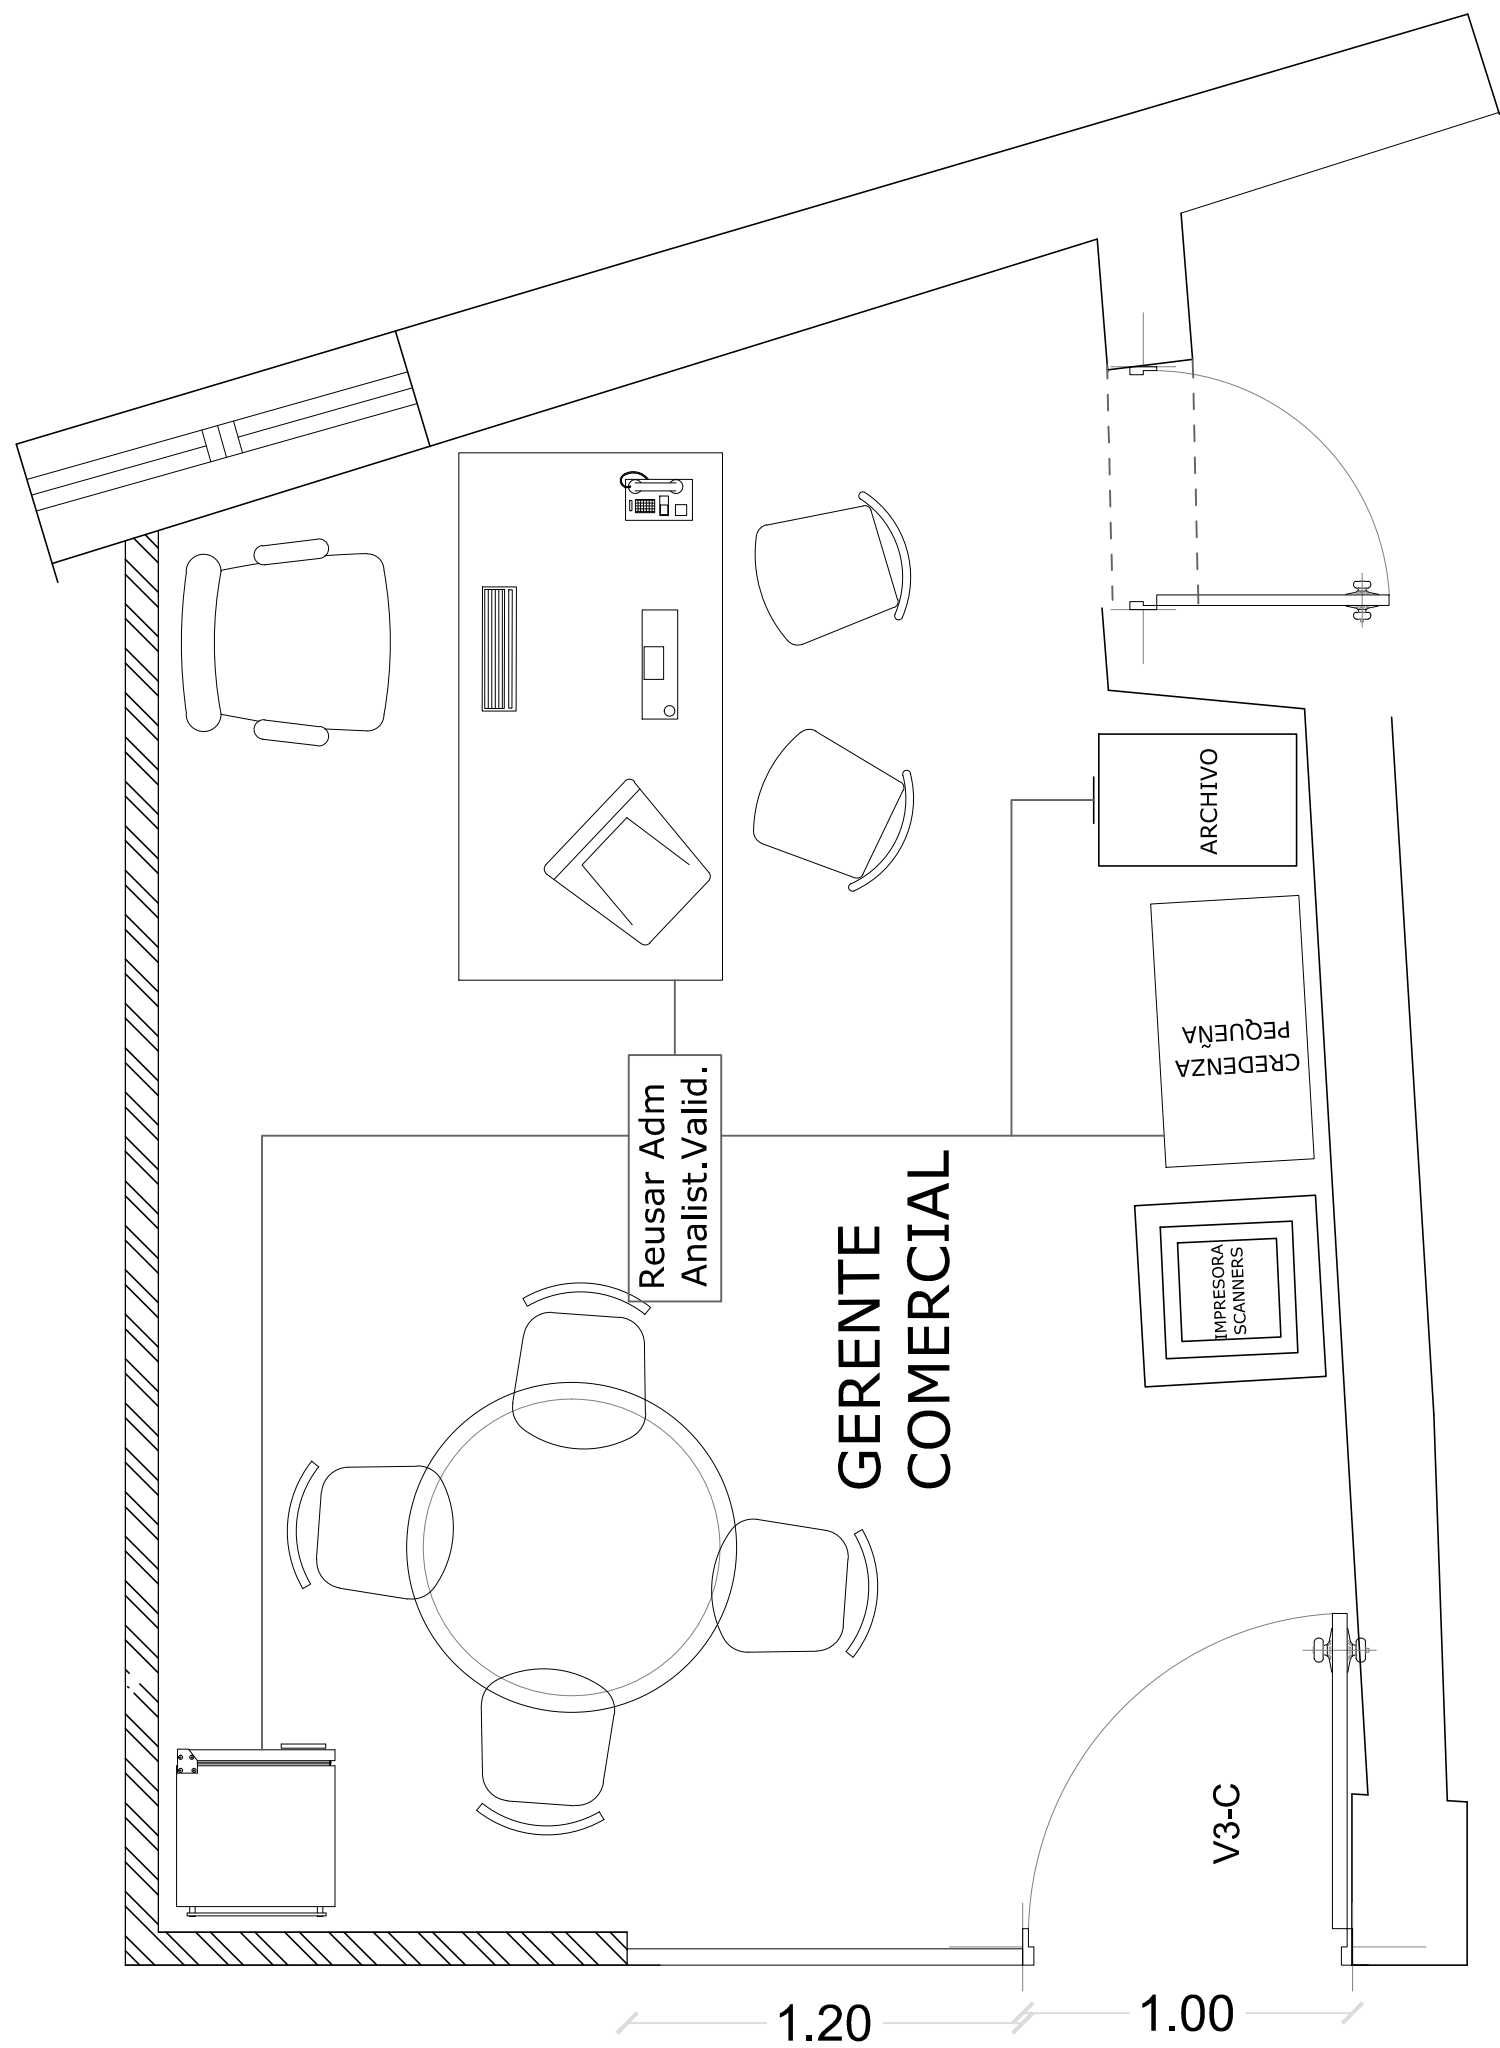 ARCHIVO
CREDENZA
PEQUEÑA
Reusar Adm
Analist.Valid.
GERENTE
COMERCIAL
IMPRESORA
SCANNERS
V3-C
1.20
1.00